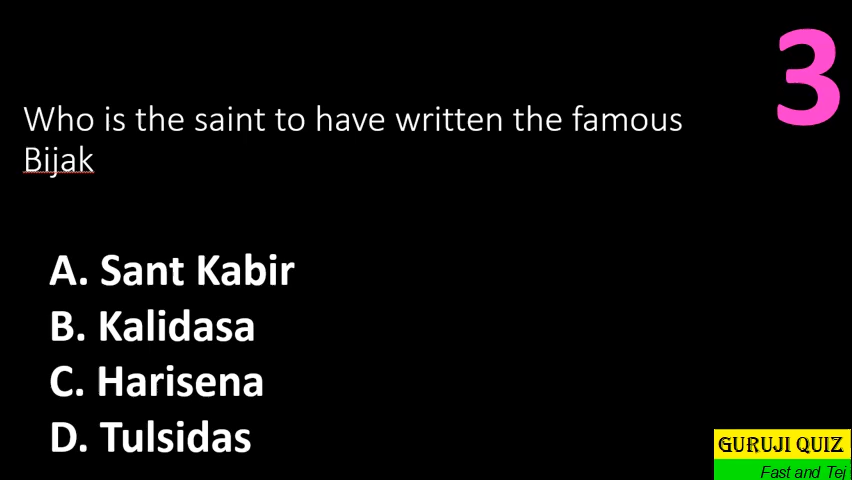 3
Who is the saint to have written the famous
Bijak
A. Sant Kabir
B. Kalidasa
C. Harisena
D. Tulsidas
GURUJI QUIZ
Fast and Tej